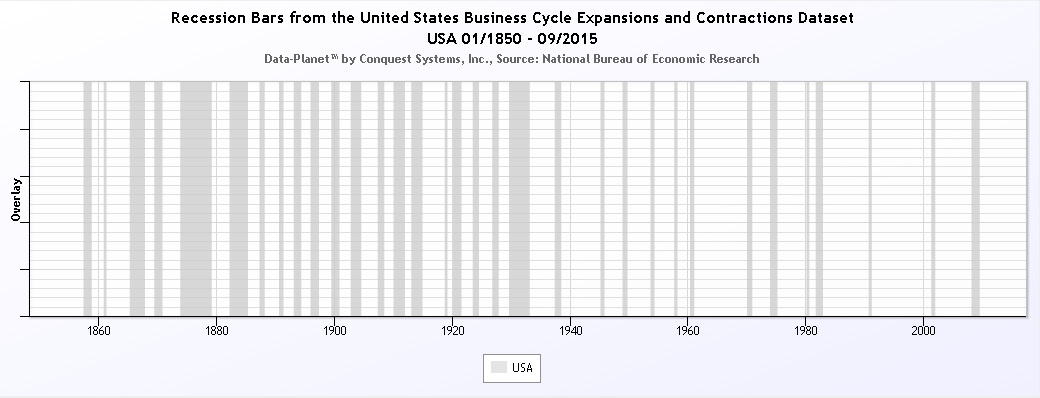 Recession Bars from the United States Business Cycle Expansions and Contractions Dataset
USA 01/1850 - 09/2015
Data-Planet™ by Conquest Systems, Inc., Source: National Bureau of Economic Research
Overlay
1860 1880 1900 1920 1940 1960 1980 2000
USA